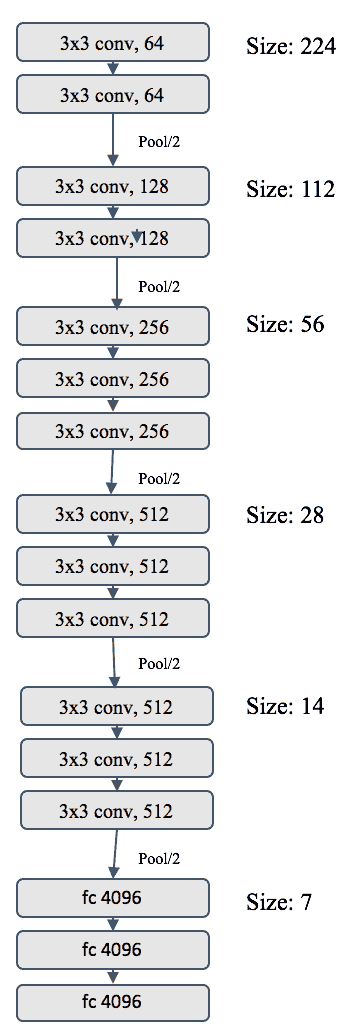 3x3 conv, 64
Size: 224
3x3 conv, 64
Pool/2
3x3 conv, 128
Size: 112
3x3 conv, 128
Pool/2
3x3 conv, 256
Size: 56
3x3 conv, 256
3x3 conv, 256
Pool/2
3x3 conv, 512
Size: 28
3x3 conv, 512
3x3 conv, 512
Pool/2
3x3 conv, 512
Size: 14
3x3 conv, 512
3x3 conv, 512
Pool/2
fc 4096
Size: 7
fc 4096
fc 4096